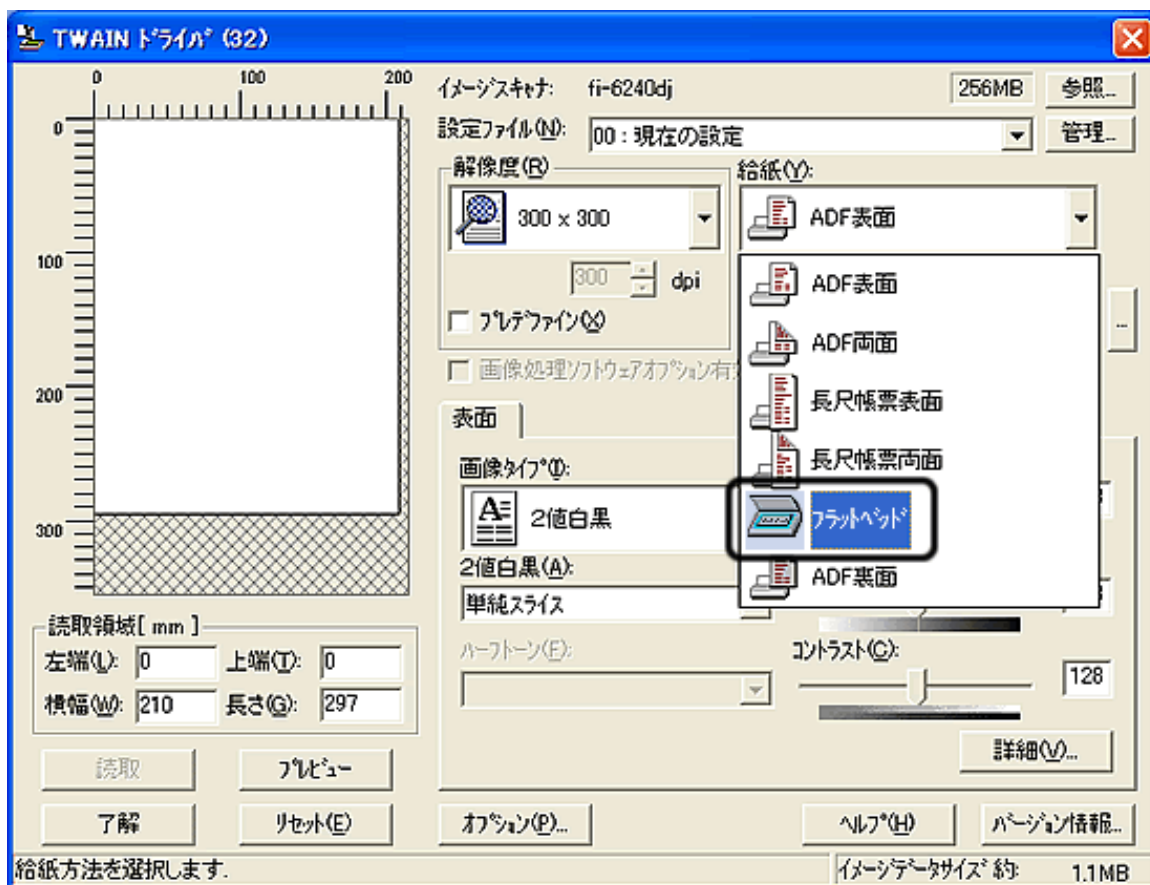 TWAIN ﾄﾞﾗｲﾊﾞ (32)
0 100 200
0
100
200
300
ｲﾒｰｼﾞｽｷｬﾅ: fi-6240dj 256MB 参照...
設定ﾌｧｲﾙ(N): 00 : 現在の設定 管理...
解像度(R)
300 x 300
300 dpi
ﾌﾟﾚﾃﾞﾌｧｲﾝ(X)
給紙(Y):
ADF表面
ADF表面
ADF両面
長尺帳票表面
長尺帳票両面
ﾌﾗｯﾄﾍﾞｯﾄﾞ
ADF裏面
...
画像処理ｿﾌﾄｳｪｱｵﾌﾟｼｮﾝ有
表面
画像ﾀｲﾌﾟ(I):
2値白黒
2値白黒(A):
単純スライス
ﾊｰﾌﾄｰﾝ(F):
ｺﾝﾄﾗｽﾄ(C):
128
詳細(V)...
読取領域[ mm ]
左端(L): 0 上端(T): 0
横幅(W): 210 長さ(G): 297
読取 ﾌﾟﾚﾋﾞｭｰ
了解 ﾘｾｯﾄ(E) ｵﾌﾟｼｮﾝ(P)... ﾍﾙﾌﾟ(H) ﾊﾞｰｼﾞｮﾝ情報...
給紙方法を選択します. ｲﾒｰｼﾞﾃﾞｰﾀｻｲｽﾞ 約: 1.1MB